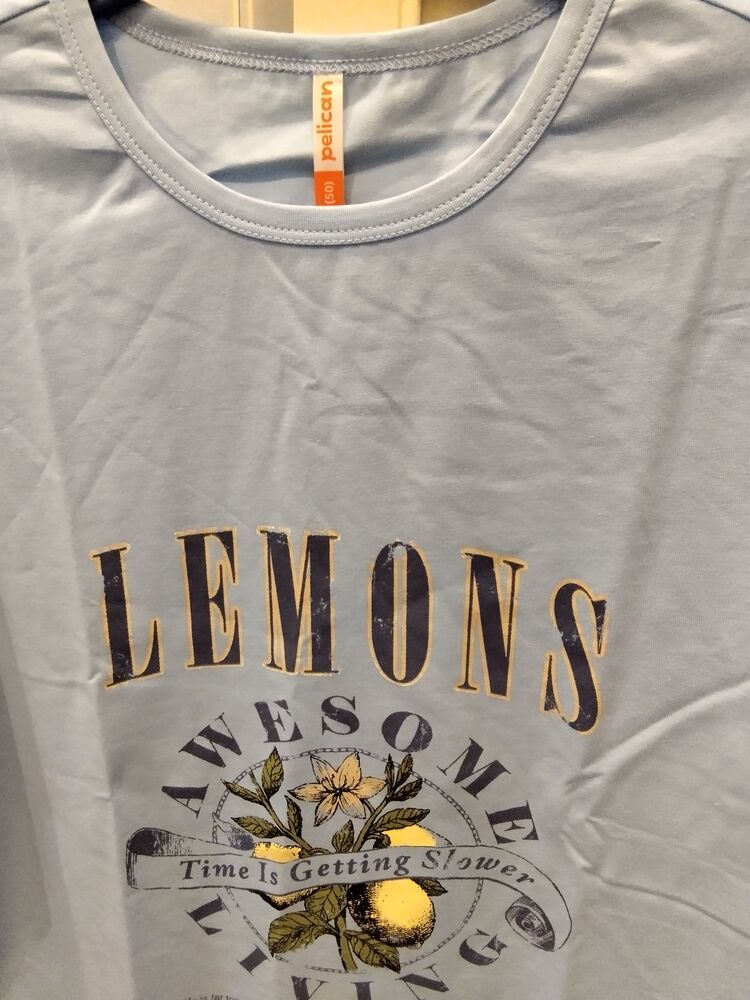 pelican
(50)
LEMONS
AWESOME
Time Is Getting Slower
LIVING